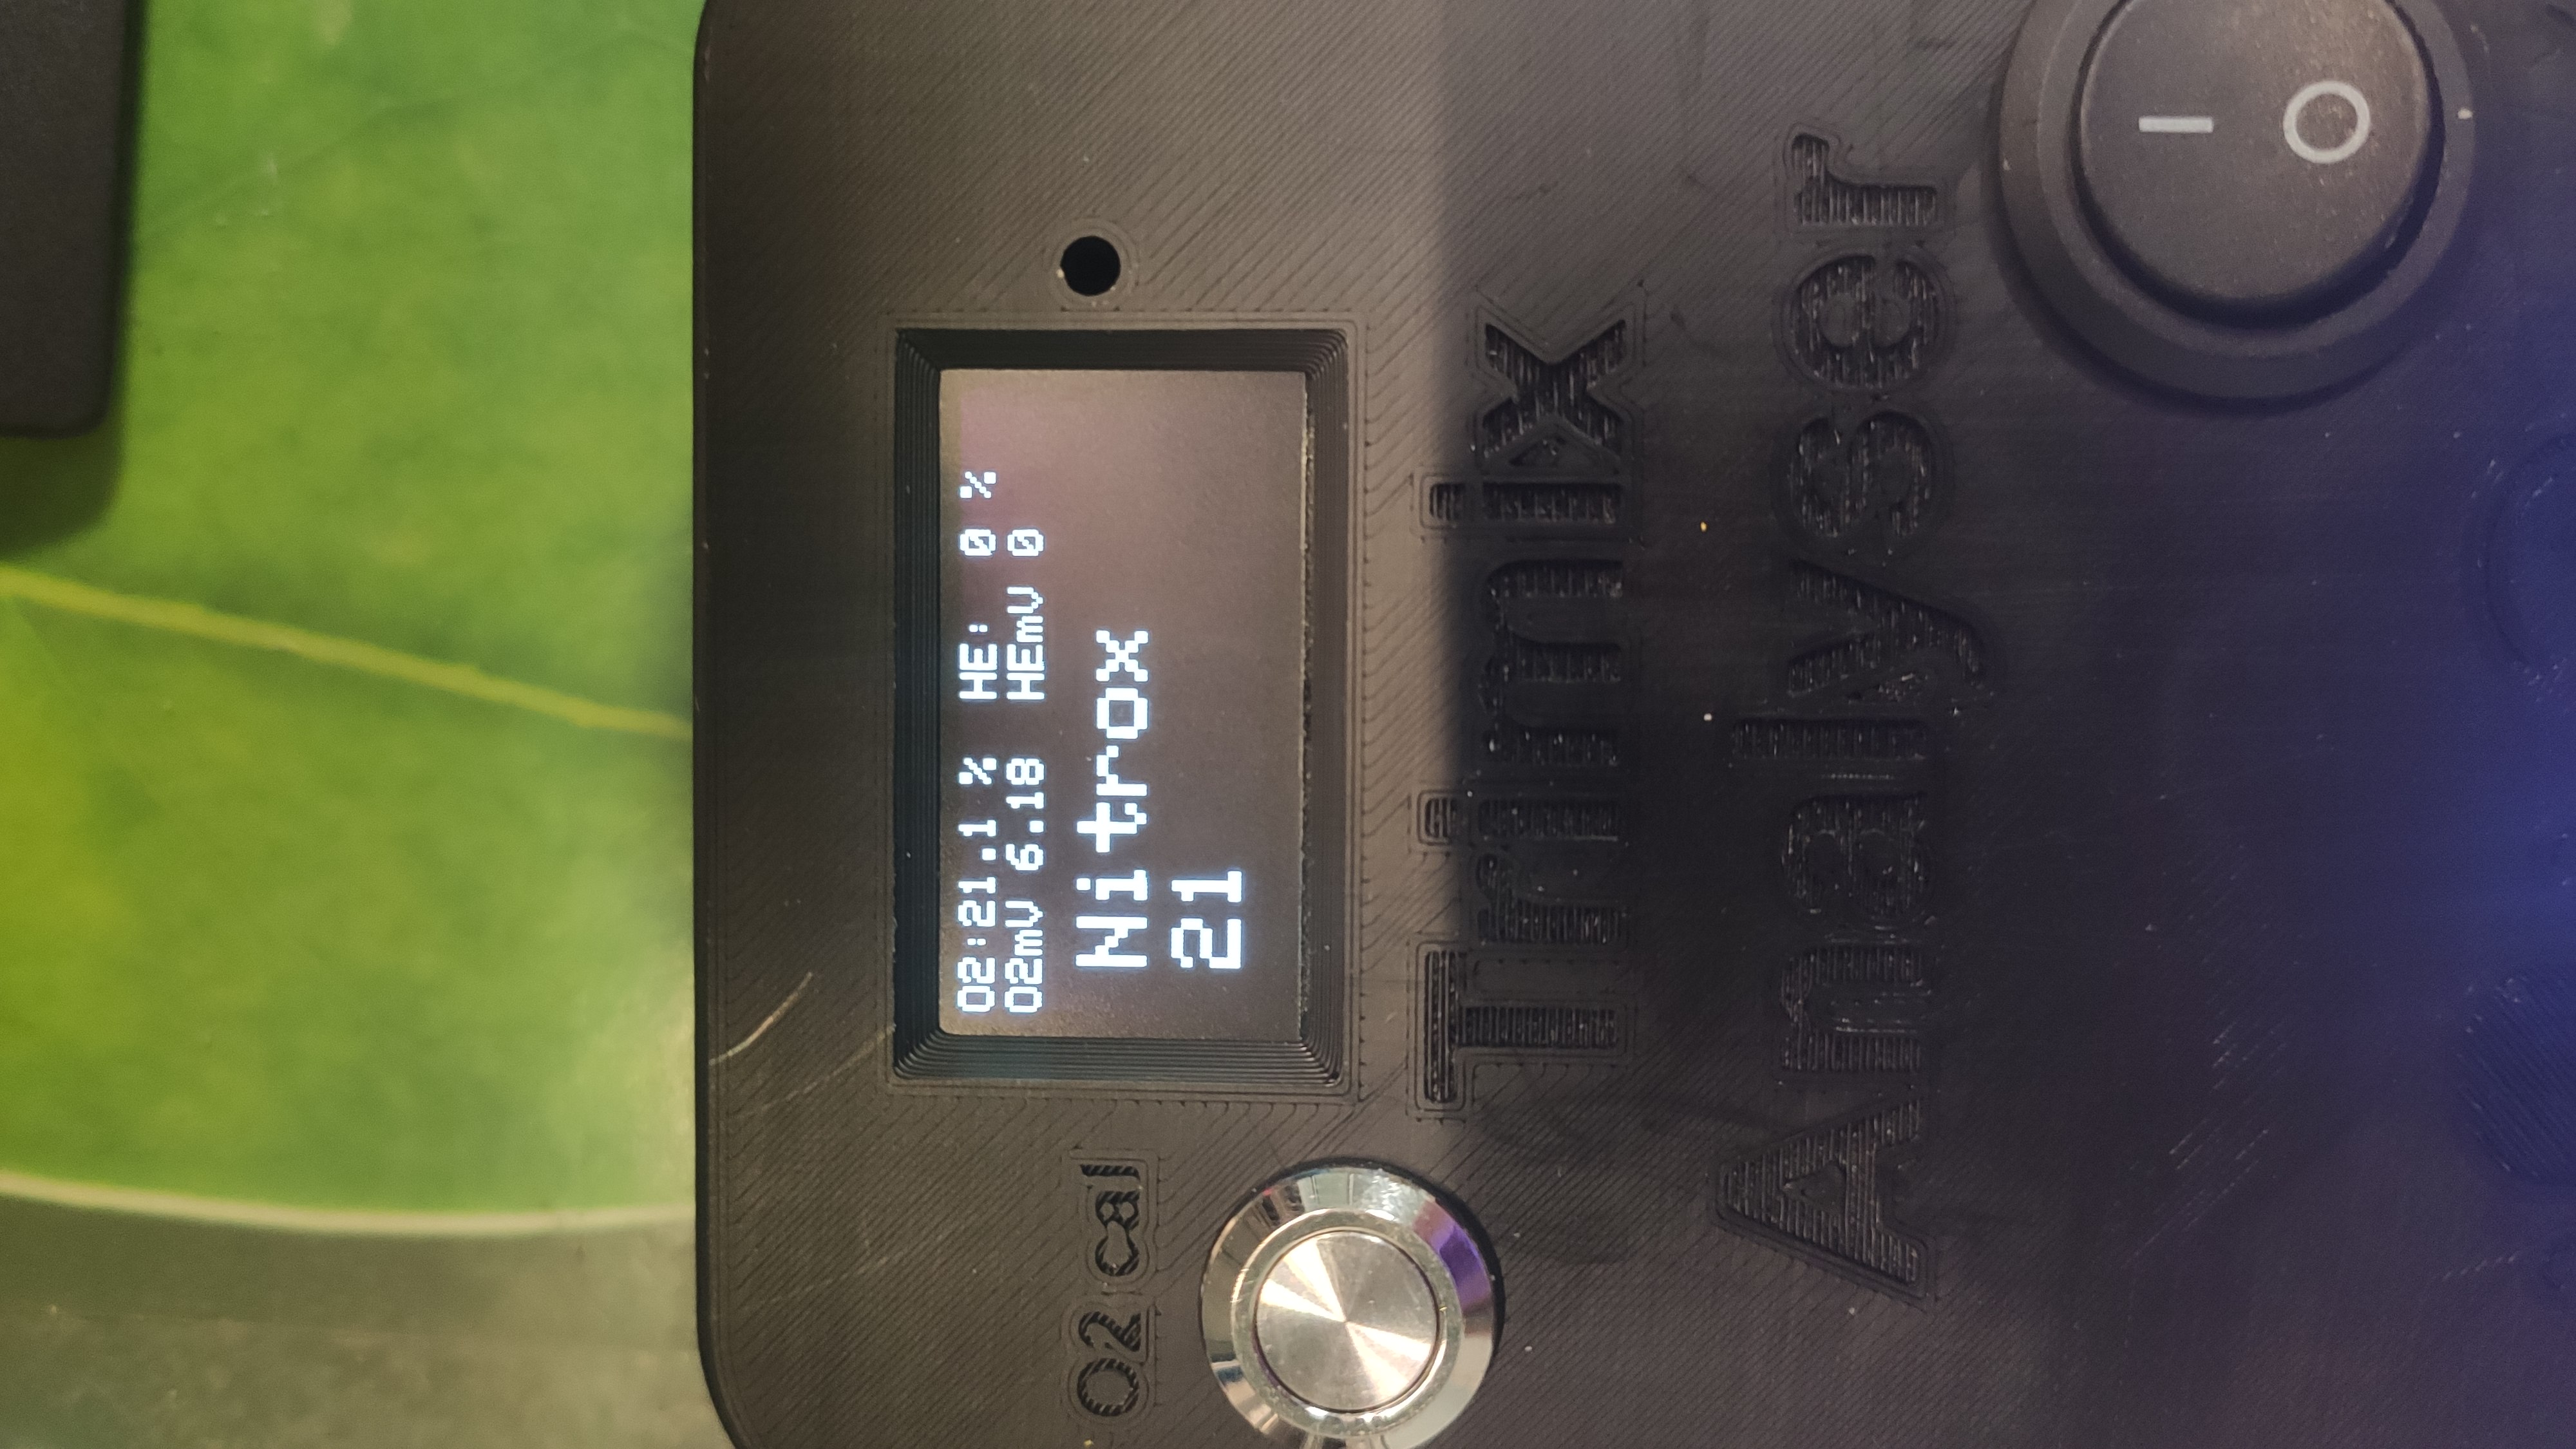 O2:21.1 % HE: 0 %
O2mV 6.18 HEmV 0
Nitrox
21
O2 cal
Trimix
Analyser
I O